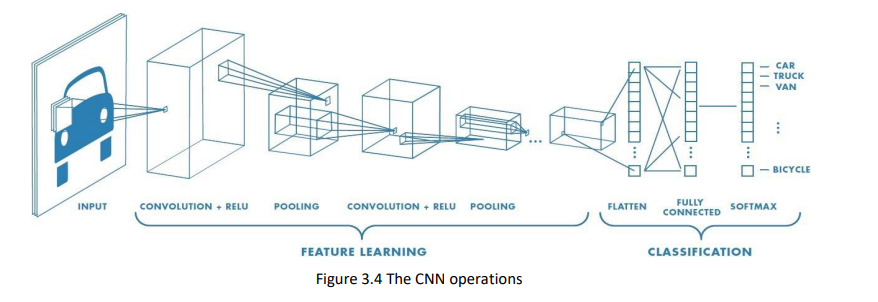 CAR
TRUCK
VAN
BICYCLE
INPUT
CONVOLUTION + RELU
POOLING
CONVOLUTION + RELU
POOLING
FLATTEN
FULLY
CONNECTED
SOFTMAX
FEATURE LEARNING
CLASSIFICATION
Figure 3.4 The CNN operations